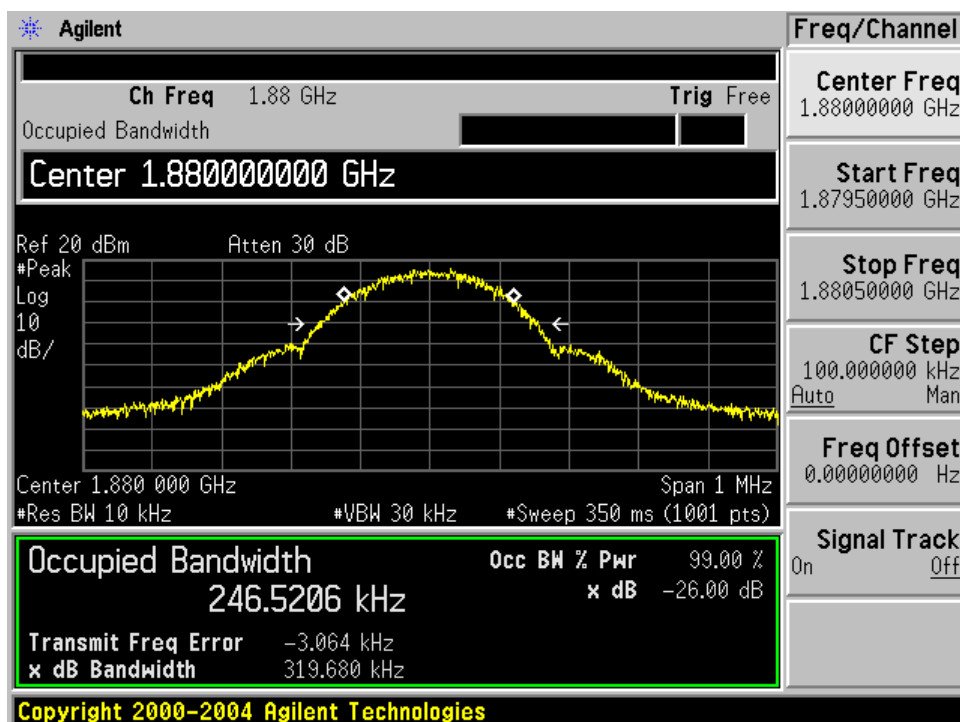 Agilent
Freq/Channel
Ch Freq 1.88 GHz Trig Free
Occupied Bandwidth
Center 1.880000000 GHz
Ref 20 dBm Atten 30 dB
#Peak
Log
10
dB/
Center 1.880 000 GHz Span 1 MHz
#Res BW 10 kHz #VBW 30 kHz #Sweep 350 ms (1001 pts)
Occupied Bandwidth
246.5206 kHz
Occ BW % Pwr 99.00 %
x dB -26.00 dB
Transmit Freq Error -3.064 kHz
x dB Bandwidth 319.680 kHz
Center Freq
1.88000000 GHz
Start Freq
1.87950000 GHz
Stop Freq
1.88050000 GHz
CF Step
100.000000 kHz
Auto Man
Freq Offset
0.00000000 Hz
Signal Track
On Off
Copyright 2000-2004 Agilent Technologies